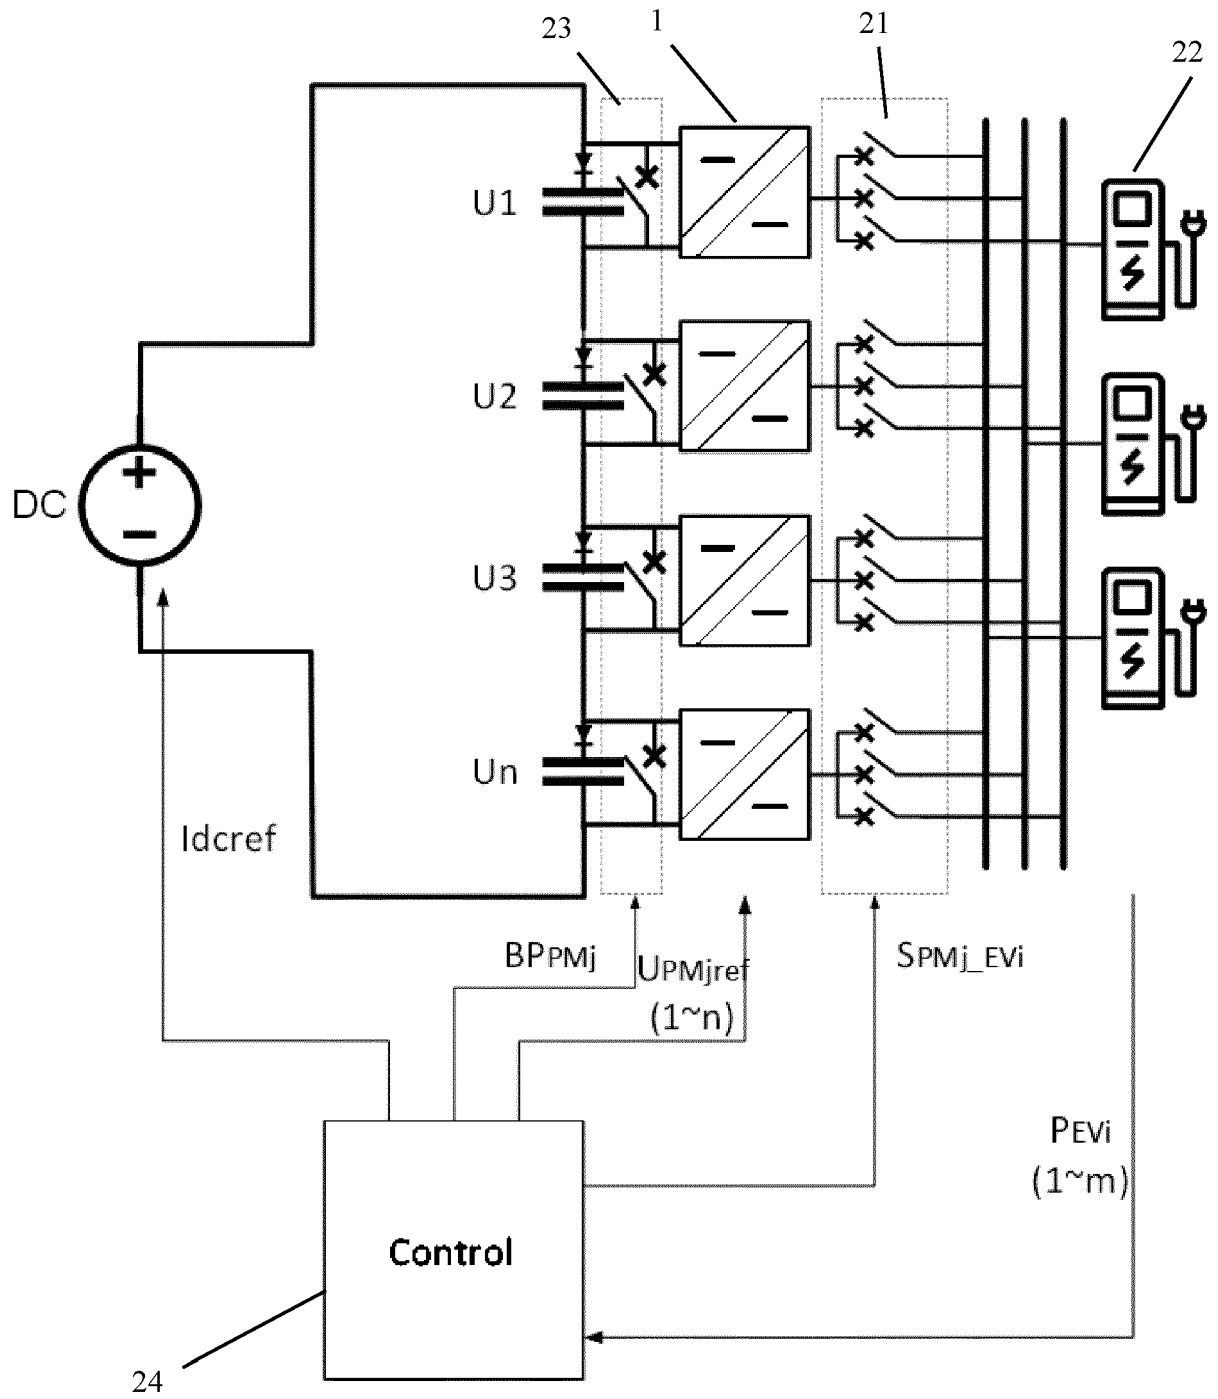 23
1
21
22
U1
U2
DC
U3
Un
Idcref
BPPMj
UPMjref
(1~n)
SPMj_EVi
PEVi
(1~m)
Control
24